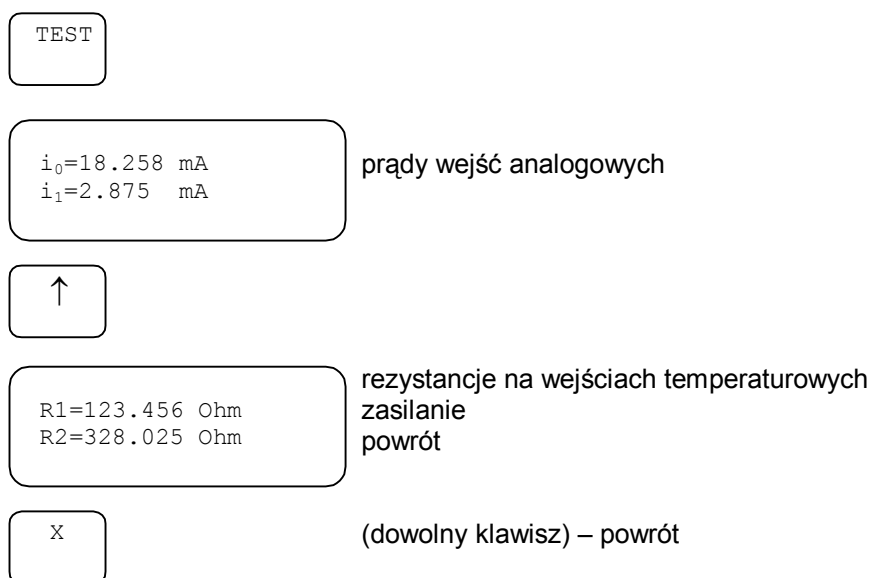 TEST
i₀=18.258 mA
i₁=2.875 mA
prądy wejść analogowych
↑
R1=123.456 Ohm
R2=328.025 Ohm
rezystancje na wejściach temperaturowych
zasilanie
powrót
X
(dowolny klawisz) – powrót